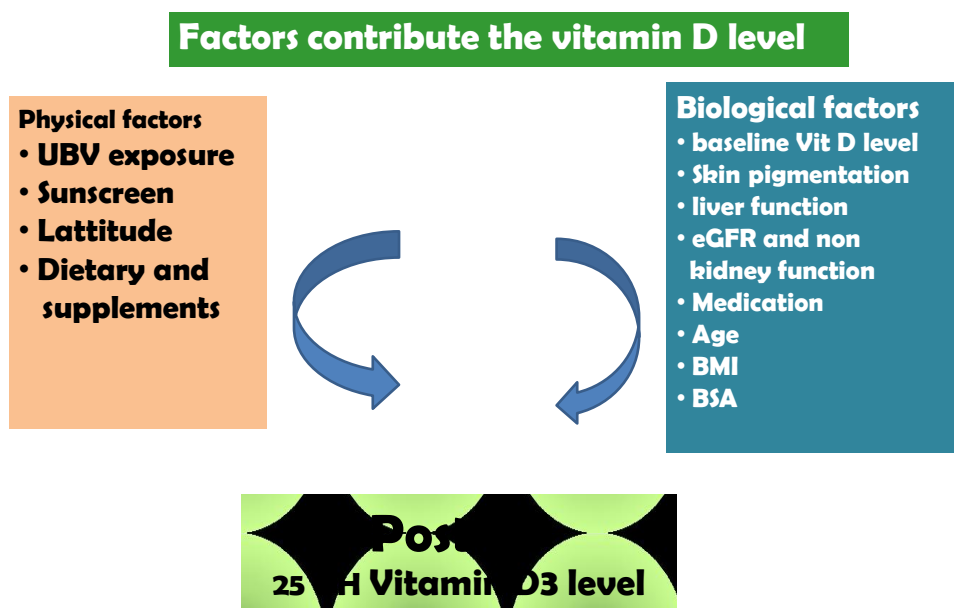 Factors contribute the vitamin D level
Physical factors
• UBV exposure
• Sunscreen
• Lattitude
• Dietary and
supplements
Biological factors
• baseline Vit D level
• Skin pigmentation
• liver function
• eGFR and non
kidney function
• Medication
• Age
• BMI
• BSA
Post
25 H Vitamin D3 level